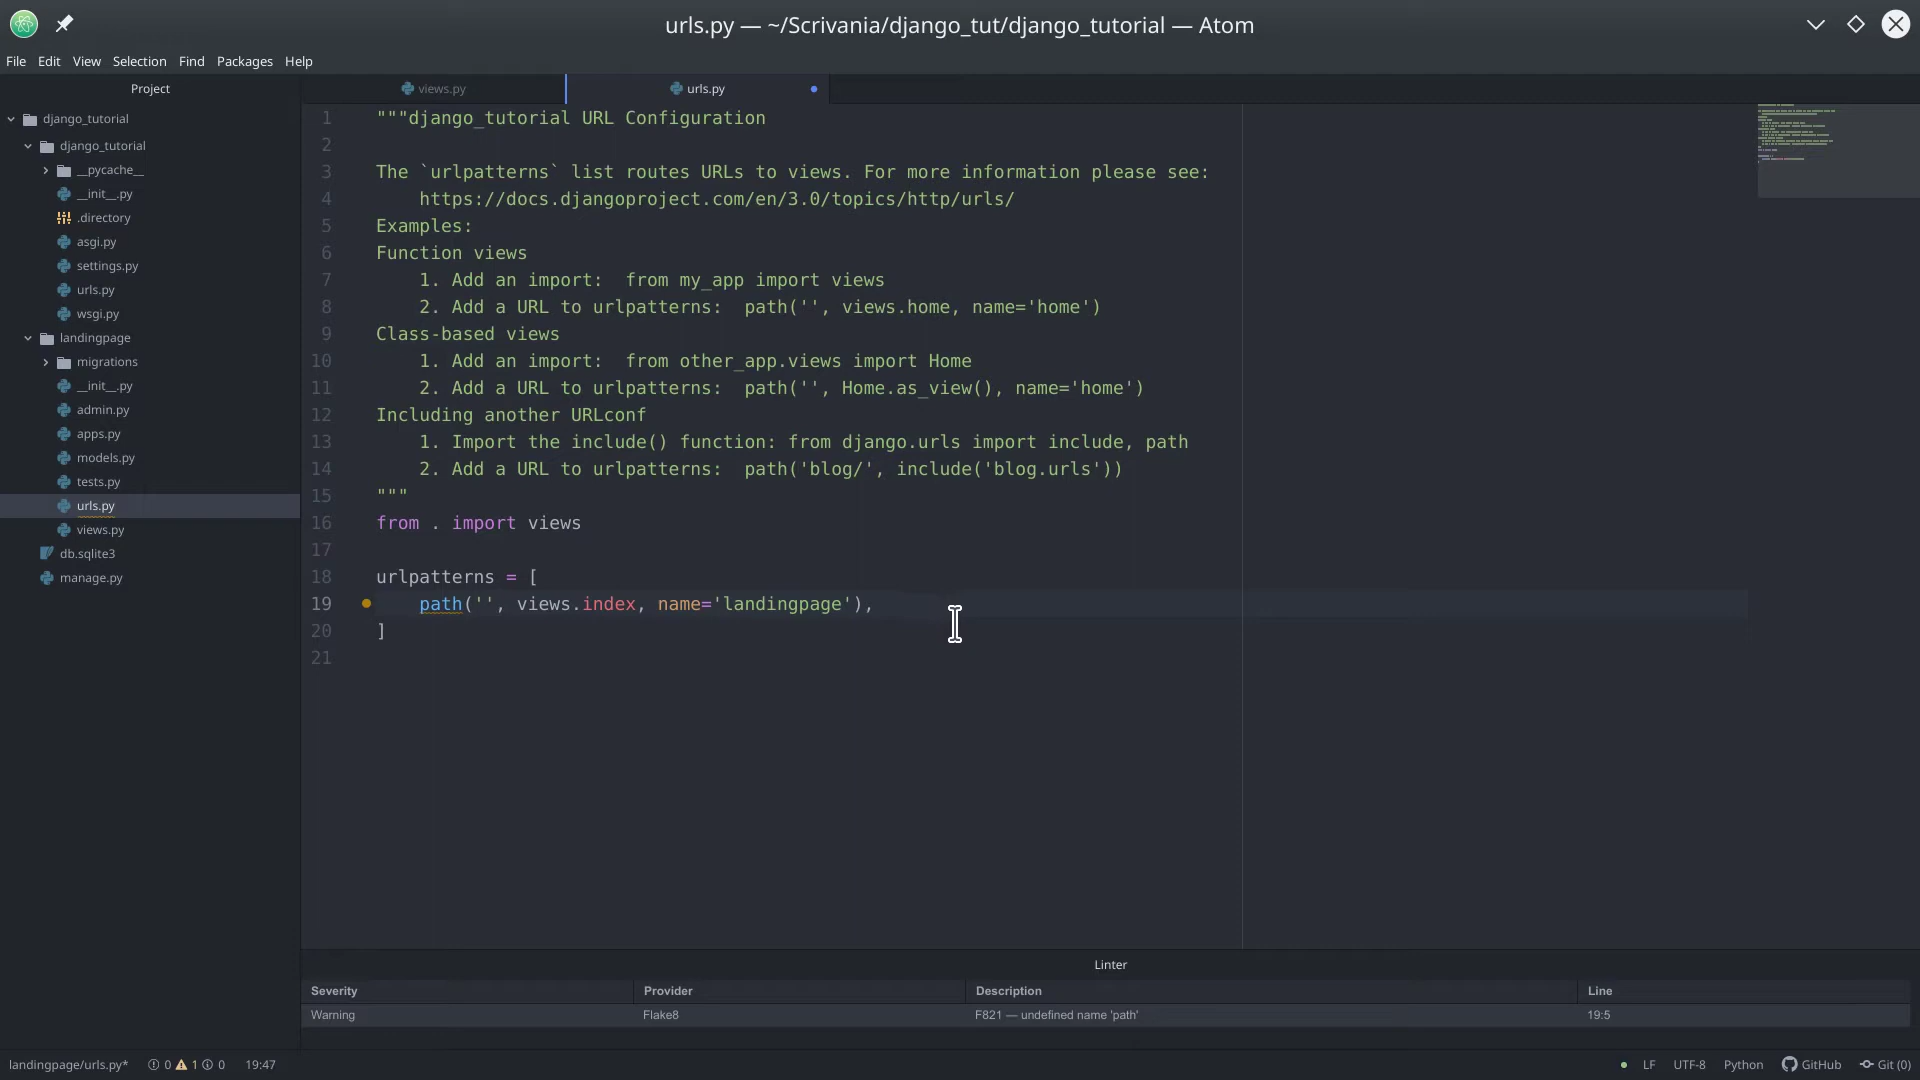 urls.py — ~/Scrivania/django_tut/django_tutorial — Atom
File Edit View Selection Find Packages Help
Project
django_tutorial
django_tutorial
__pycache__
__init__.py
.directory
asgi.py
settings.py
urls.py
wsgi.py
landingpage
migrations
__init__.py
admin.py
apps.py
models.py
tests.py
urls.py
views.py
db.sqlite3
manage.py
views.py urls.py
1 """django_tutorial URL Configuration
2
3 The `urlpatterns` list routes URLs to views. For more information please see:
4 https://docs.djangoproject.com/en/3.0/topics/http/urls/
5 Examples:
6 Function views
7 1. Add an import:  from my_app import views
8 2. Add a URL to urlpatterns:  path('', views.home, name='home')
9 Class-based views
10 1. Add an import:  from other_app.views import Home
11 2. Add a URL to urlpatterns:  path('', Home.as_view(), name='home')
12 Including another URLconf
13 1. Import the include() function: from django.urls import include, path
14 2. Add a URL to urlpatterns:  path('blog/', include('blog.urls'))
15 """
16 from . import views
17
18 urlpatterns = [
19 path('', views.index, name='landingpage'),
20 ]
21
Linter
Severity Provider Description Line
Warning Flake8 F821 — undefined name 'path' 19:5
landingpage/urls.py* 0 1 0 19:47 LF UTF-8 Python GitHub Git (0)